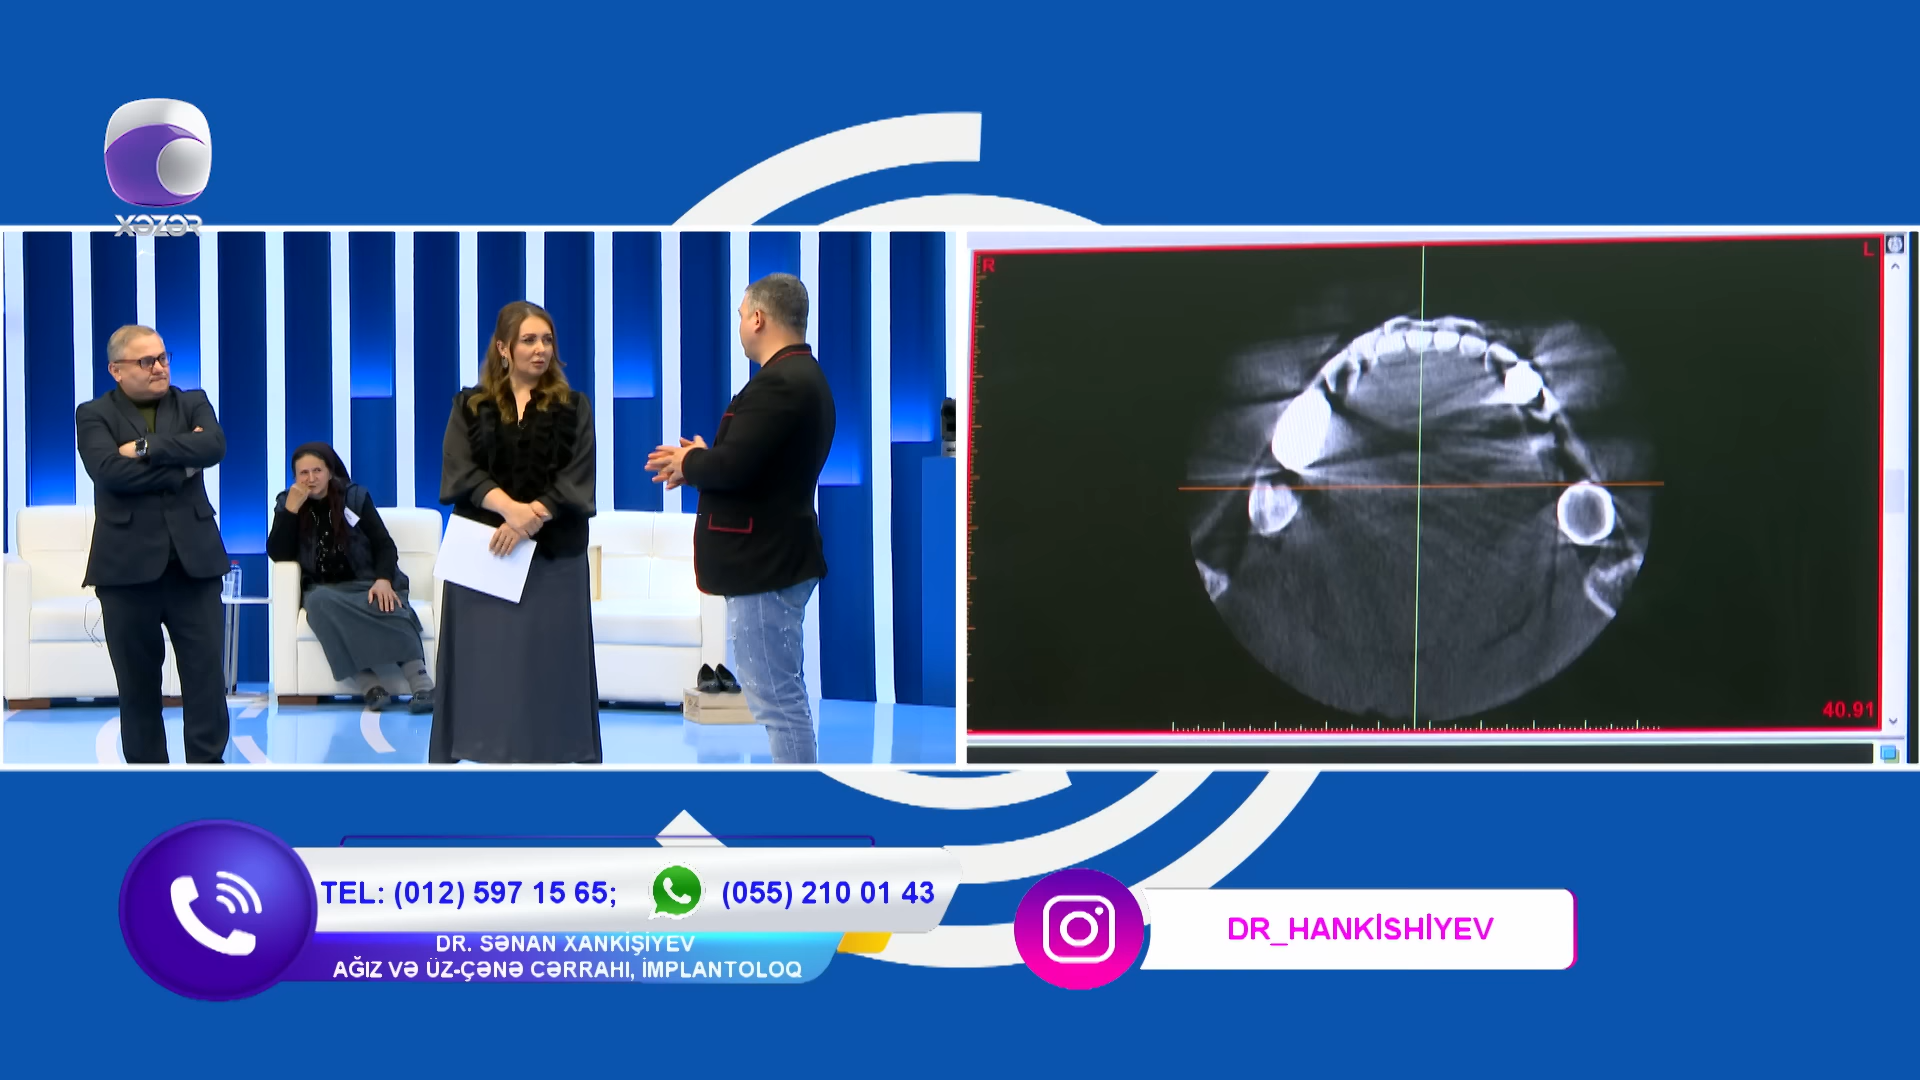 XƏZƏR
R
L
40.91
TEL: (012) 597 15 65;
(055) 210 01 43
DR. SƏNAN XANKİŞİYEV
AĞIZ VƏ ÜZ-ÇƏNƏ CƏRRAHI, İMPLANTOLOQ
DR_HANKİSHİYEV